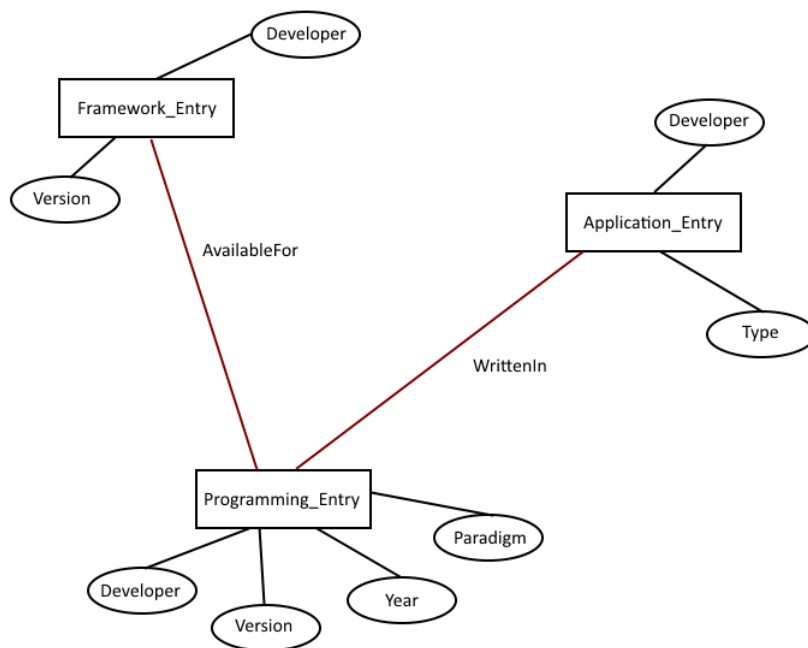 Developer
Framework_Entry
Version
Developer
Application_Entry
Type
AvailableFor
WrittenIn
Programming_Entry
Paradigm
Developer
Version
Year